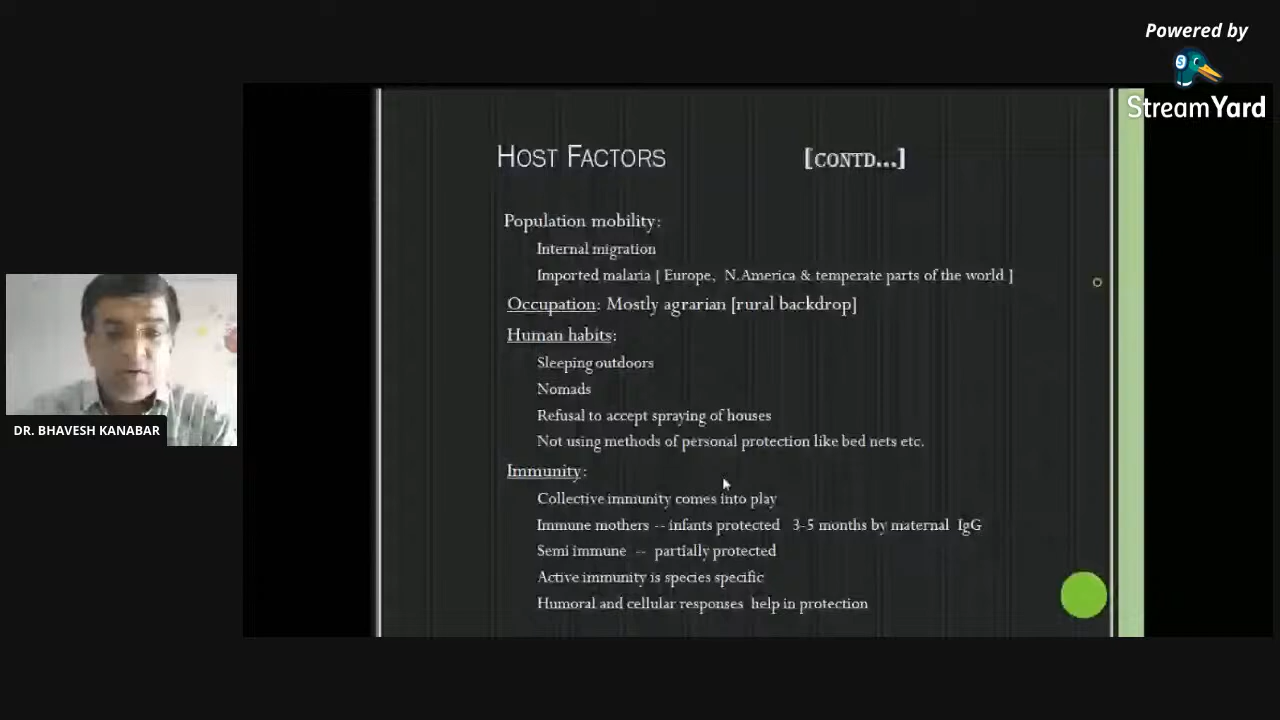 Powered by
StreamYard
HOST FACTORS [CONTD...]
Population mobility:
Internal migration
Imported malaria [ Europe, N.America & temperate parts of the world ]
Occupation: Mostly agrarian [rural backdrop]
Human habits:
Sleeping outdoors
Nomads
Refusal to accept spraying of houses
Not using methods of personal protection like bed nets etc.
Immunity:
Collective immunity comes into play
Immune mothers -- infants protected 3-5 months by maternal IgG
Semi immune -- partially protected
Active immunity is species specific
Humoral and cellular responses help in protection
DR. BHAVESH KANABAR